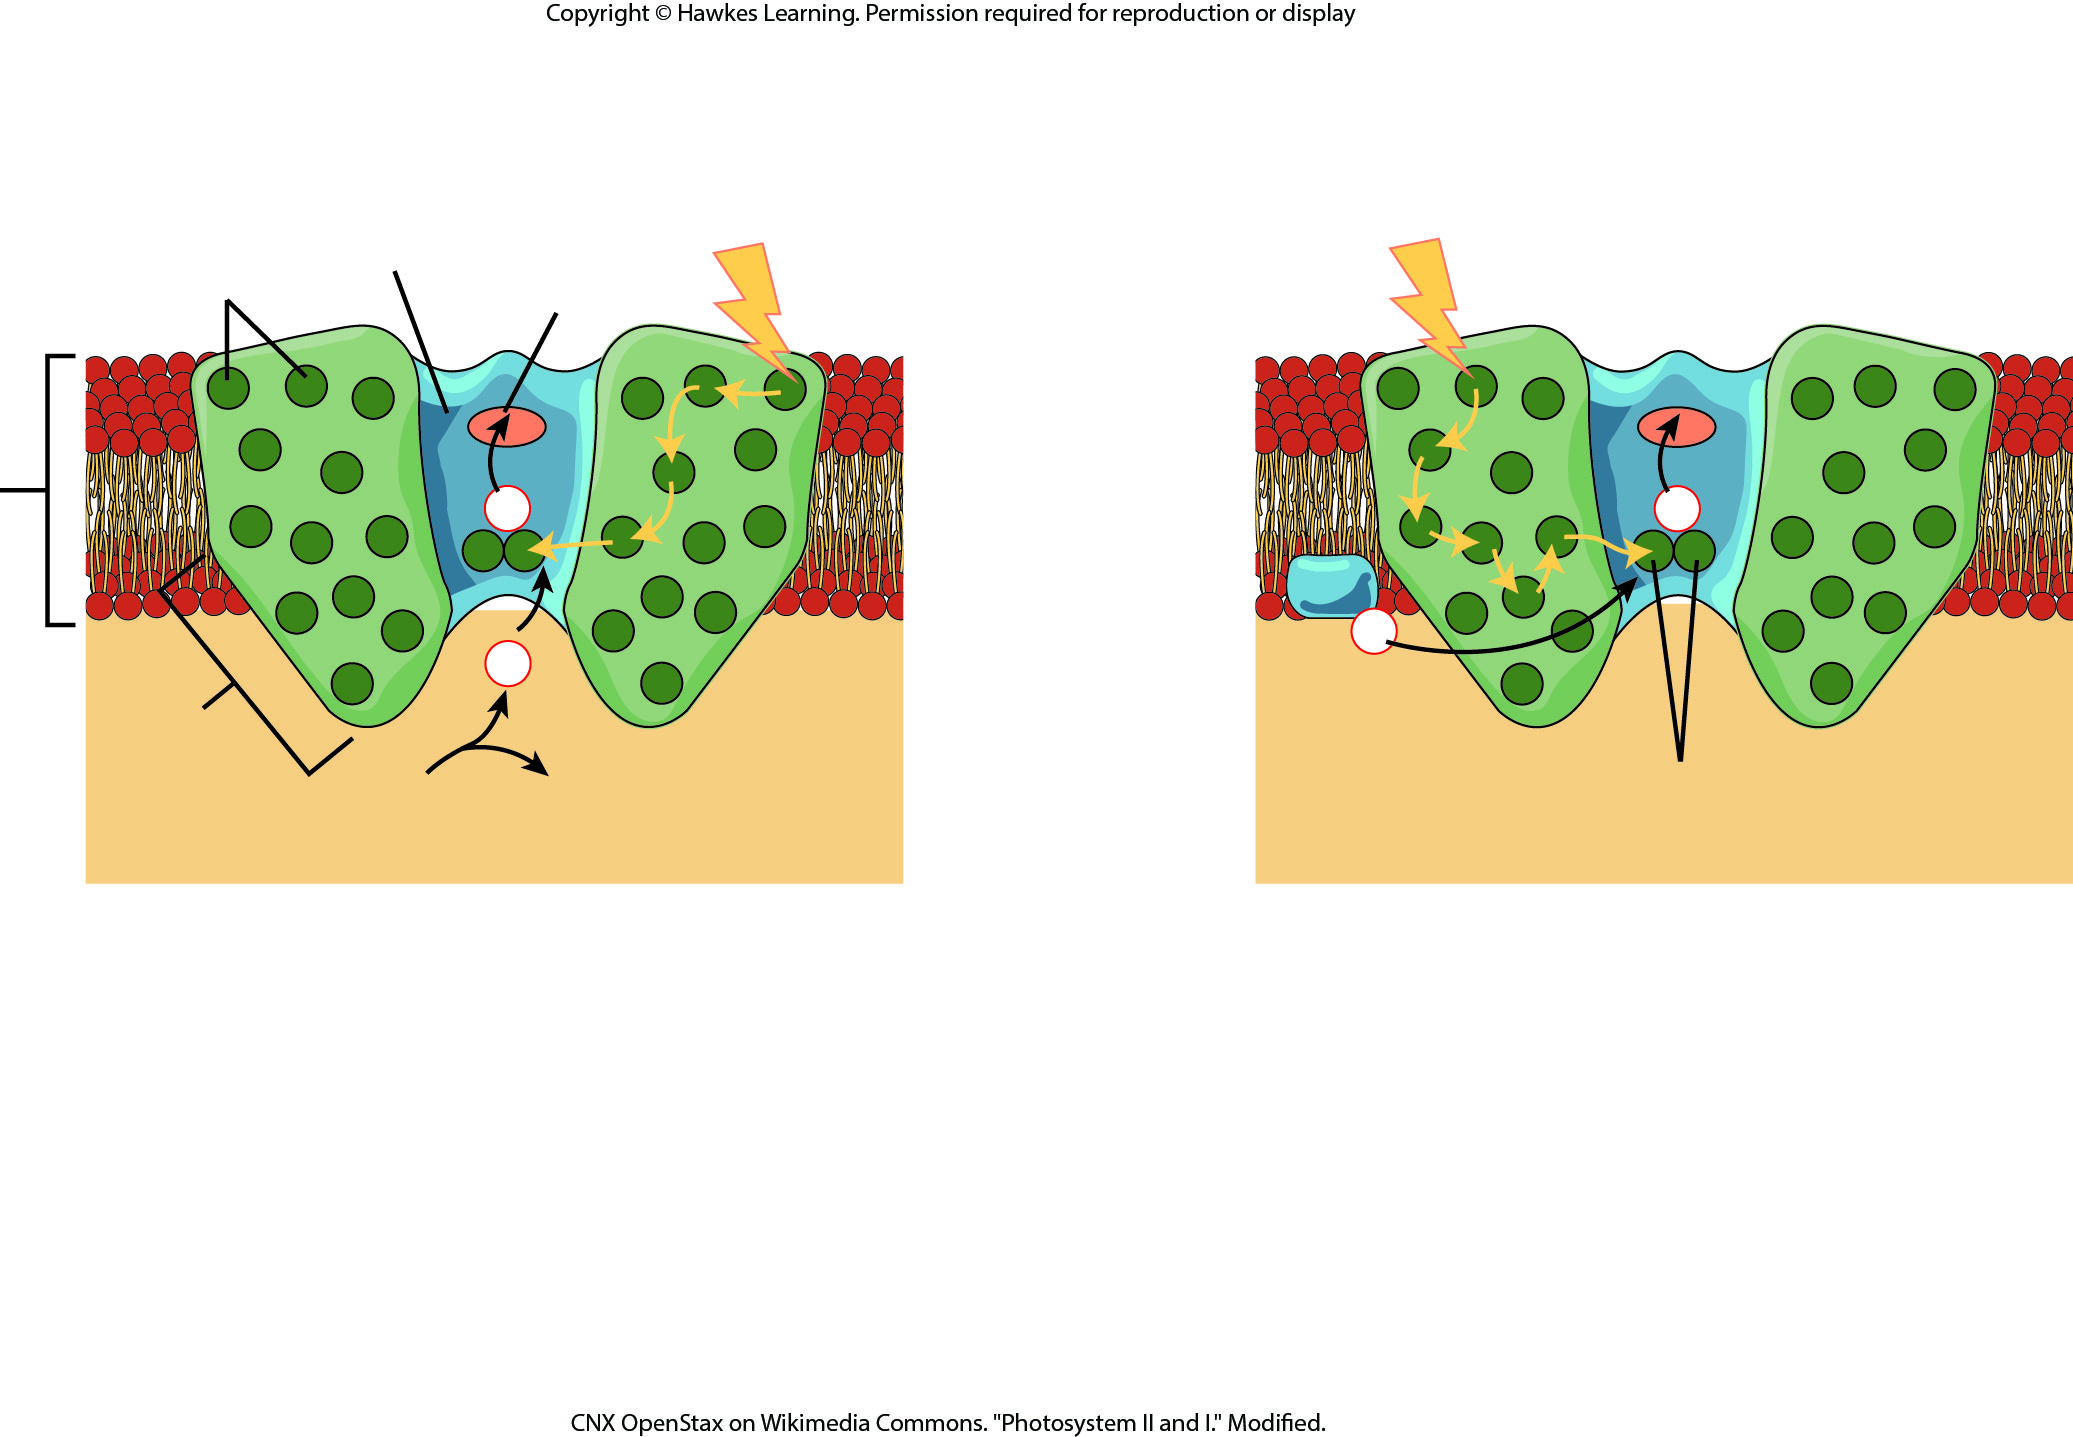 Copyright © Hawkes Learning. Permission required for reproduction or display
CNX OpenStax on Wikimedia Commons. "Photosystem II and I." Modified.